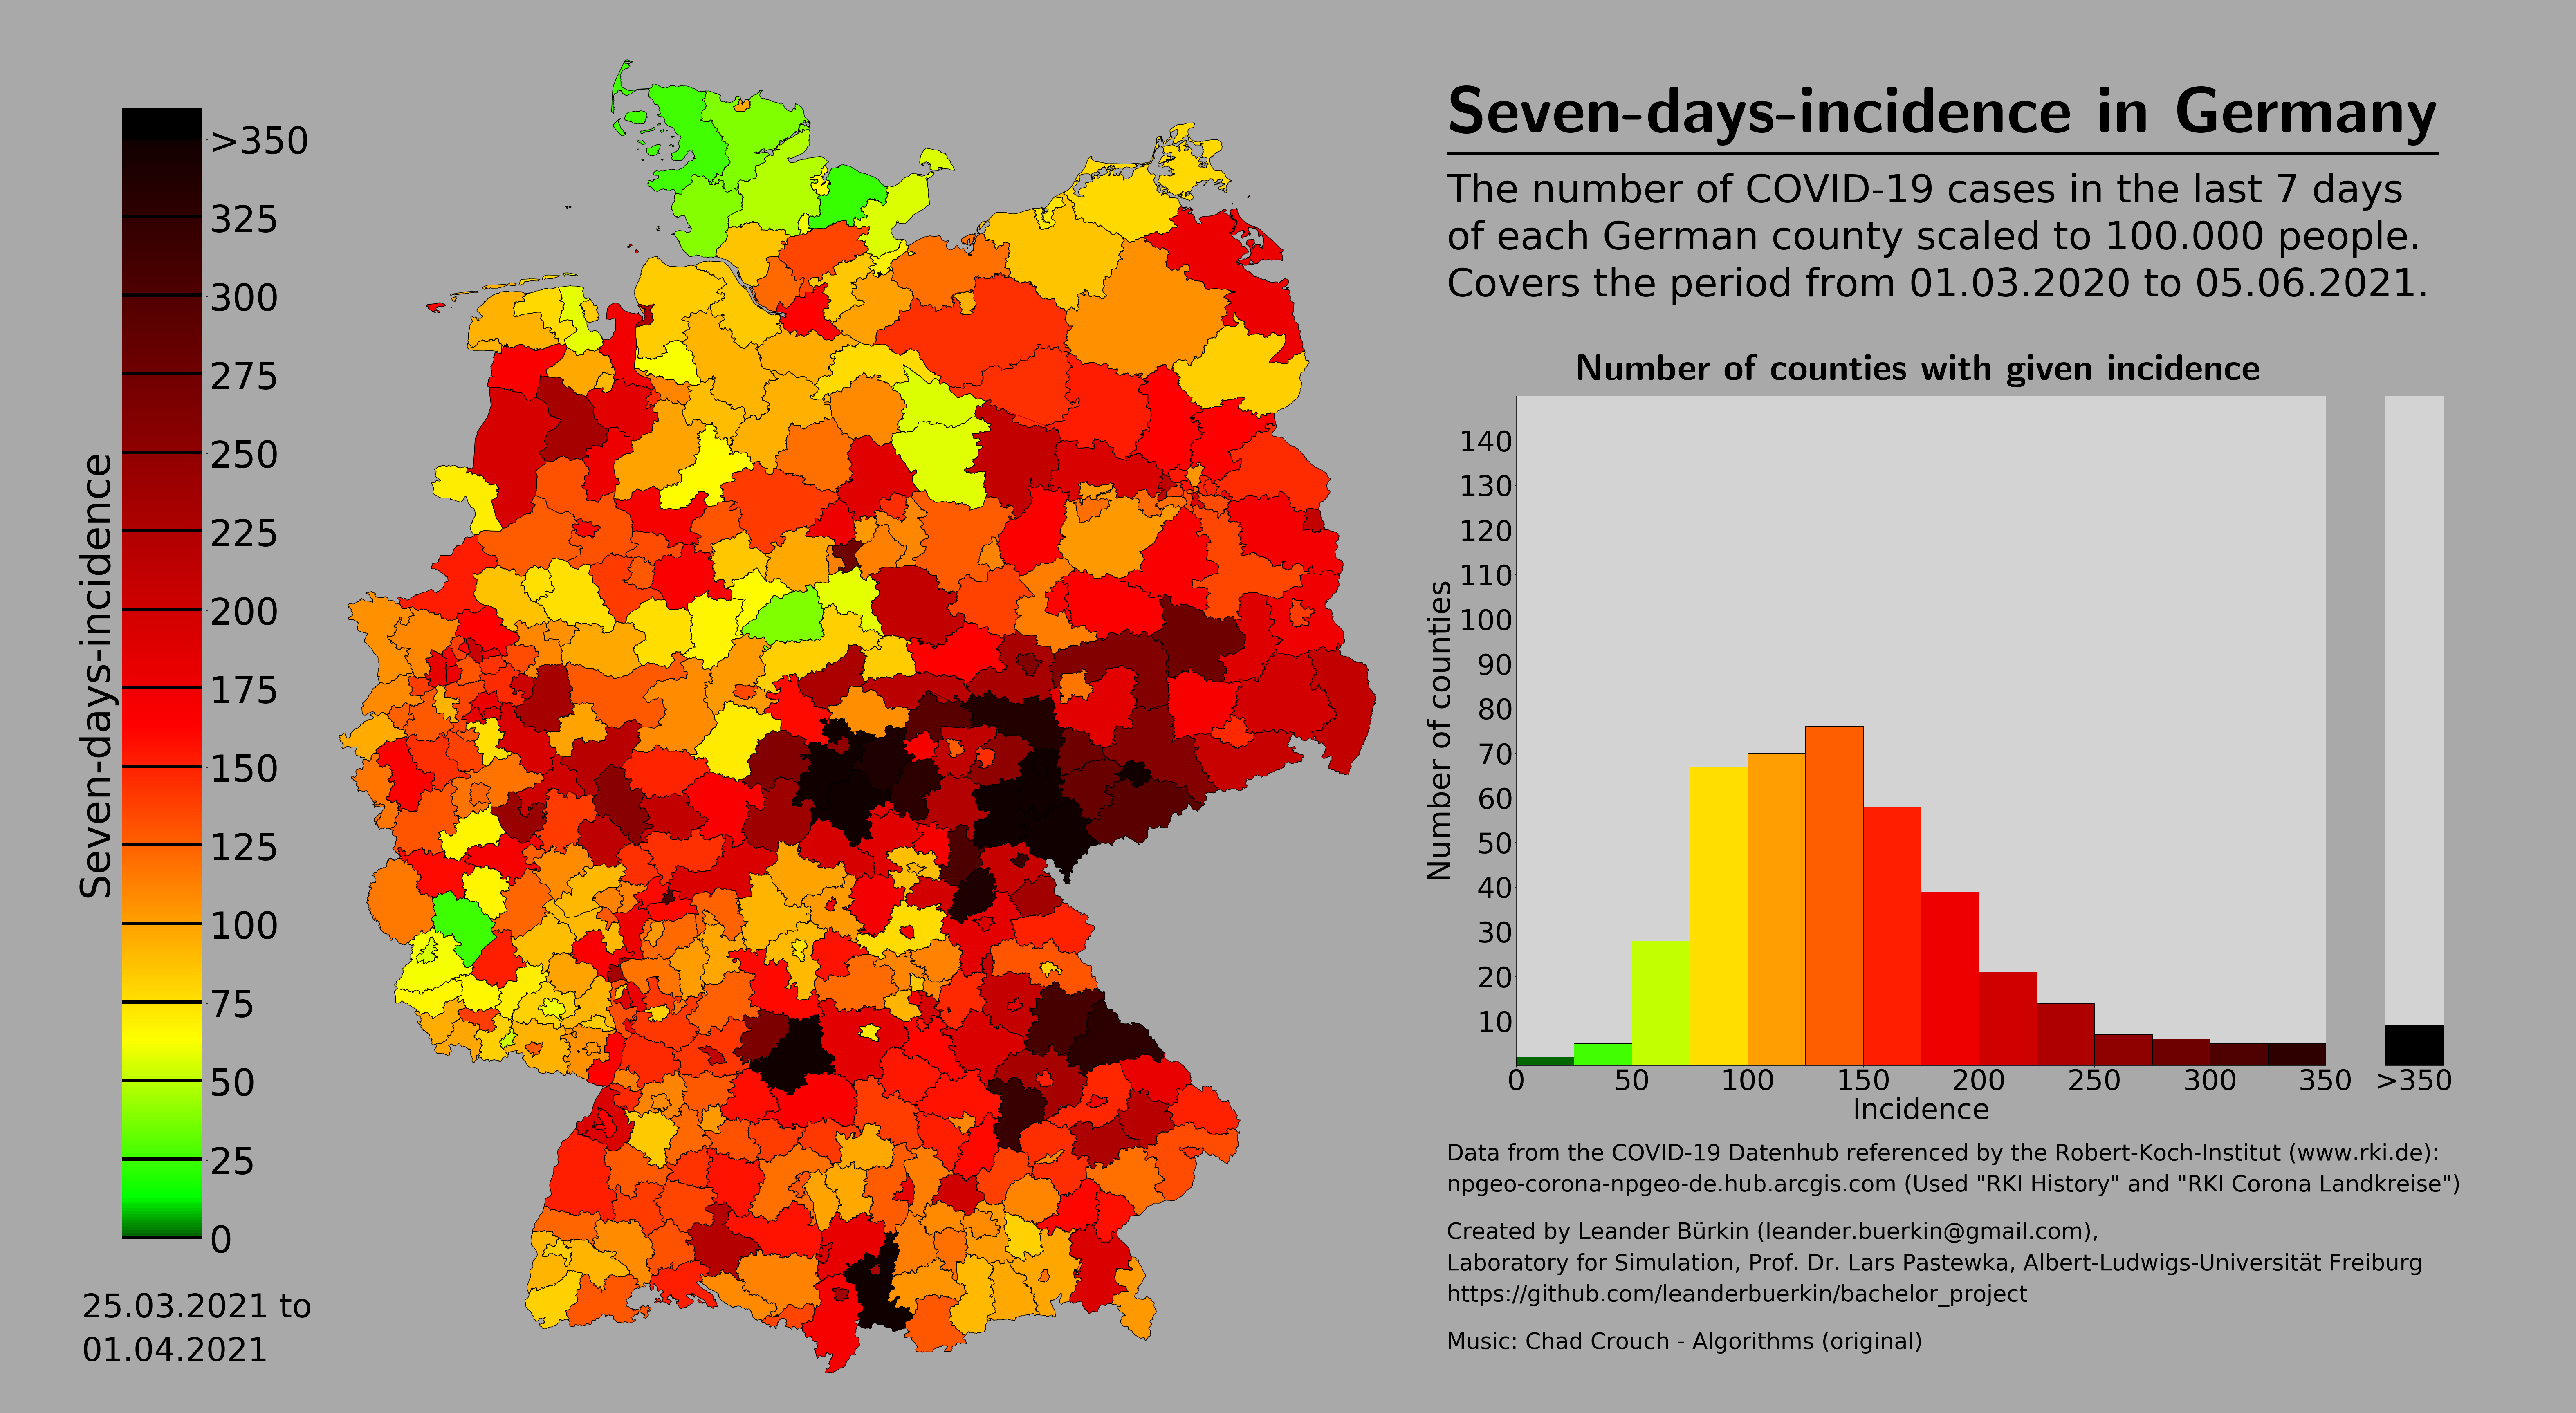 Seven-days-incidence in Germany
The number of COVID-19 cases in the last 7 days
of each German county scaled to 100.000 people.
Covers the period from 01.03.2020 to 05.06.2021.
Seven-days-incidence
>350
325
300
275
250
225
200
175
150
125
100
75
50
25
0
25.03.2021 to
01.04.2021
Number of counties with given incidence
Number of counties
140
130
120
110
100
90
80
70
60
50
40
30
20
10
0 50 100 150 200 250 300 350 >350
Incidence
Data from the COVID-19 Datenhub referenced by the Robert-Koch-Institut (www.rki.de):
npgeo-corona-npgeo-de.hub.arcgis.com (Used "RKI History" and "RKI Corona Landkreise")
Created by Leander Bürkin (leander.buerkin@gmail.com),
Laboratory for Simulation, Prof. Dr. Lars Pastewka, Albert-Ludwigs-Universität Freiburg
https://github.com/leanderbuerkin/bachelor_project
Music: Chad Crouch - Algorithms (original)